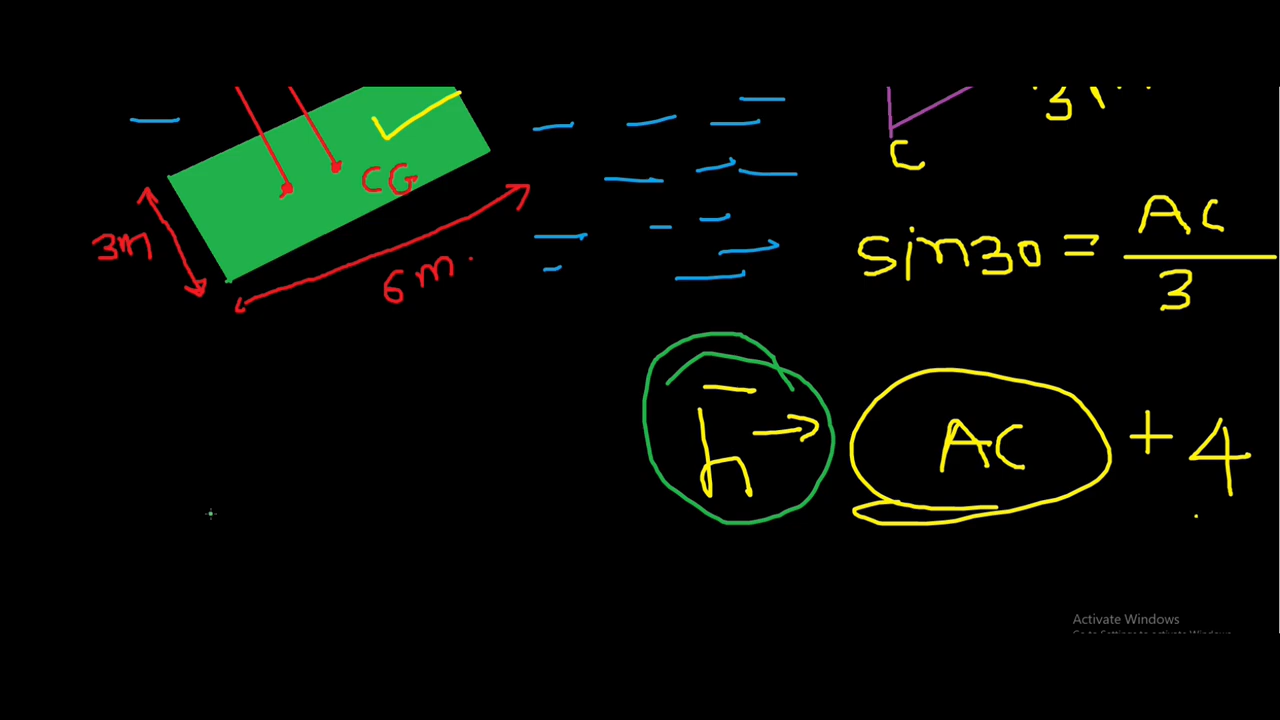 CG
3m
6 m.
C
sin30 = AC / 3
h̄ → AC + 4
Activate Windows